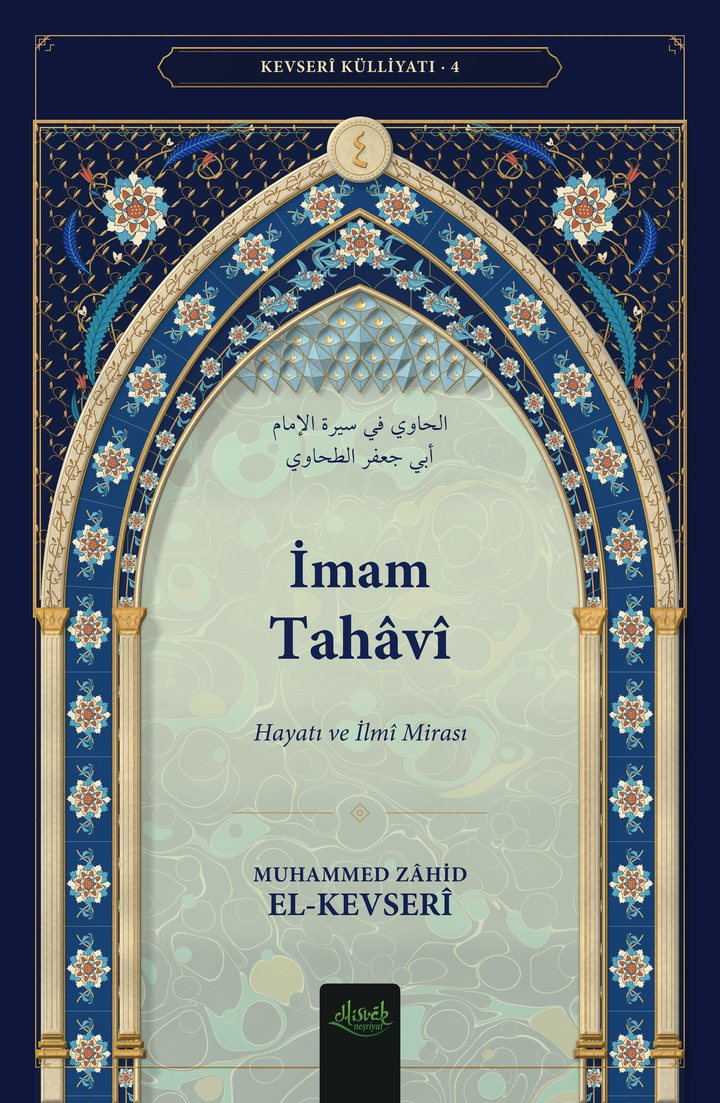 KEVSERÎ KÜLLİYATI · 4
٤
الحاوي في سيرة الإمام
أبي جعفر الطحاوي
İmam
Tahâvî
Hayatı ve İlmî Mirası
MUHAMMED ZÂHİD
EL-KEVSERÎ
Misvâk
neşriyat